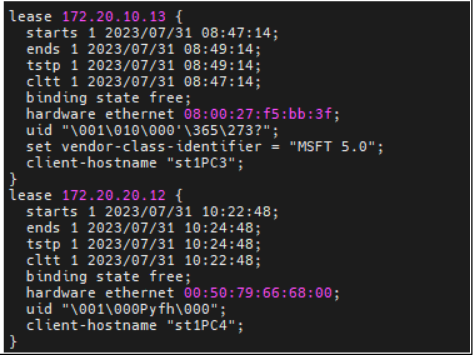 lease 172.20.10.13 {
  starts 1 2023/07/31 08:47:14;
  ends 1 2023/07/31 08:49:14;
  tstp 1 2023/07/31 08:49:14;
  cltt 1 2023/07/31 08:47:14;
  binding state free;
  hardware ethernet 08:00:27:f5:bb:3f;
  uid "\001\010\000'\365\273?";
  set vendor-class-identifier = "MSFT 5.0";
  client-hostname "st1PC3";
}
lease 172.20.20.12 {
  starts 1 2023/07/31 10:22:48;
  ends 1 2023/07/31 10:24:48;
  tstp 1 2023/07/31 10:24:48;
  cltt 1 2023/07/31 10:22:48;
  binding state free;
  hardware ethernet 00:50:79:66:68:00;
  uid "\001\000Pyfh\000";
  client-hostname "st1PC4";
}